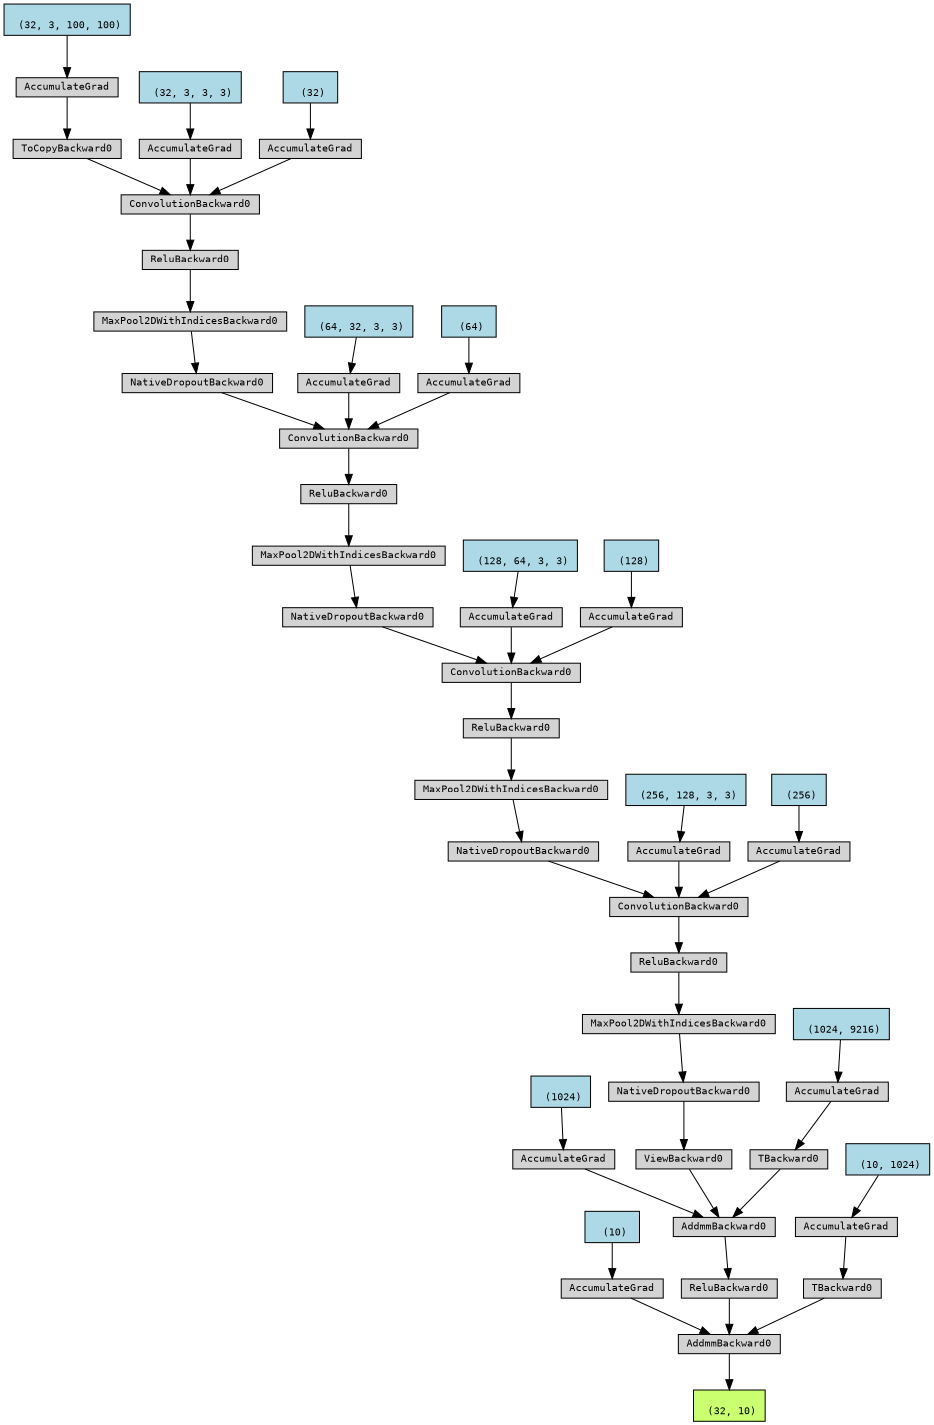 (32, 3, 100, 100)
AccumulateGrad
(32, 3, 3, 3)
(32)
ToCopyBackward0
AccumulateGrad
AccumulateGrad
ConvolutionBackward0
ReluBackward0
MaxPool2DWithIndicesBackward0
(64, 32, 3, 3)
(64)
NativeDropoutBackward0
AccumulateGrad
AccumulateGrad
ConvolutionBackward0
ReluBackward0
MaxPool2DWithIndicesBackward0
(128, 64, 3, 3)
(128)
NativeDropoutBackward0
AccumulateGrad
AccumulateGrad
ConvolutionBackward0
ReluBackward0
MaxPool2DWithIndicesBackward0
(256, 128, 3, 3)
(256)
NativeDropoutBackward0
AccumulateGrad
AccumulateGrad
ConvolutionBackward0
ReluBackward0
MaxPool2DWithIndicesBackward0
(1024, 9216)
(1024)
NativeDropoutBackward0
AccumulateGrad
AccumulateGrad
ViewBackward0
TBackward0
(10, 1024)
(10)
AddmmBackward0
AccumulateGrad
AccumulateGrad
ReluBackward0
TBackward0
AddmmBackward0
(32, 10)